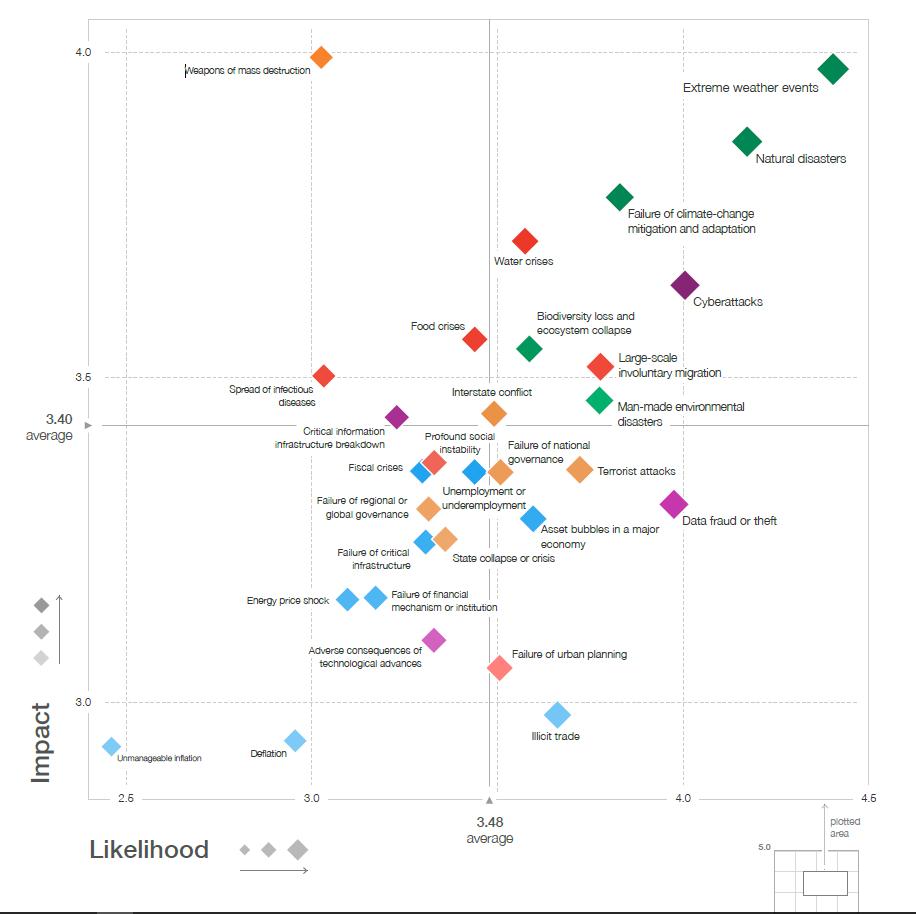 4.0
Weapons of mass destruction
Extreme weather events
Natural disasters
Failure of climate-change
mitigation and adaptation
Water crises
Cyberattacks
Biodiversity loss and
ecosystem collapse
Food crises
Large-scale
involuntary migration
3.5
Spread of infectious
diseases
Interstate conflict
Man-made environmental
disasters
3.40
average
Critical information
infrastructure breakdown
Profound social
instability
Failure of national
governance
Fiscal crises
Terrorist attacks
Unemployment or
underemployment
Failure of regional or
global governance
Data fraud or theft
Asset bubbles in a major
economy
Failure of critical
infrastructure
State collapse or crisis
Energy price shock
Failure of financial
mechanism or institution
Adverse consequences of
technological advances
Failure of urban planning
3.0
Illicit trade
Impact
Unmanageable inflation
Deflation
2.5
3.0
4.0
4.5
3.48
average
plotted
area
Likelihood
5.0